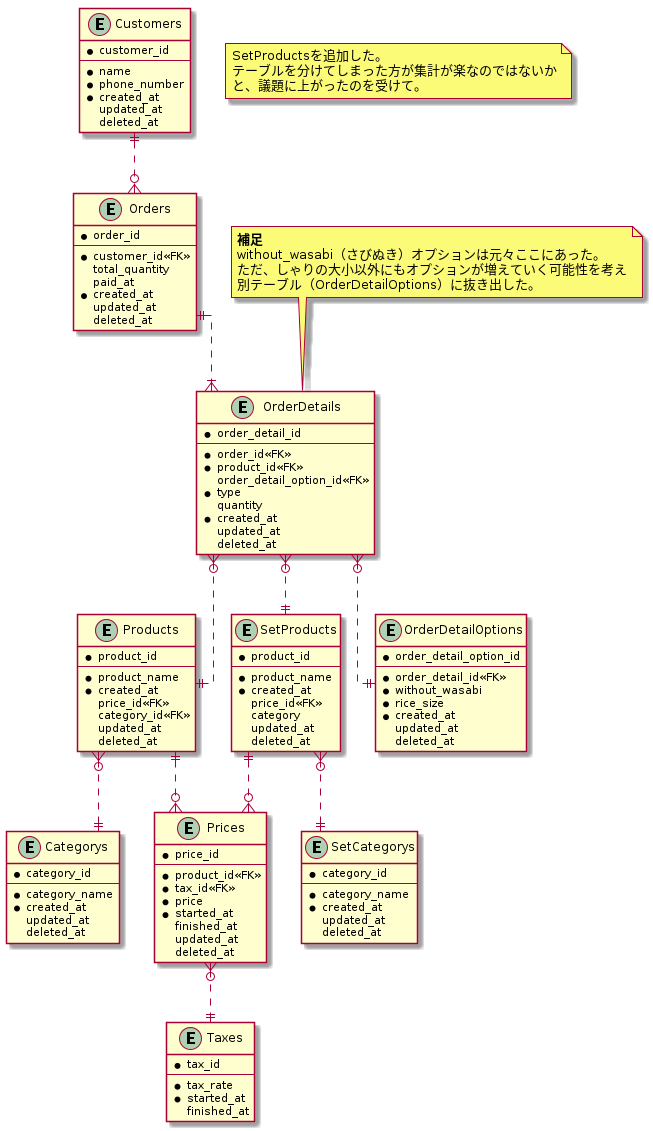 E Customers
customer_id
name
phone_number
created_at
updated_at
deleted_at
SetProductsを追加した。
テーブルを分けてしまった方が集計が楽なのではないか
と、議題に上がったのを受けて。
E Orders
order_id
customer_id«FK»
total_quantity
paid_at
created_at
updated_at
deleted_at
補足
without_wasabi（さびぬき）オプションは元々ここにあった。
ただ、しゃりの大小以外にもオプションが増えていく可能性を考え
別テーブル（OrderDetailOptions）に抜き出した。
E OrderDetails
order_detail_id
order_id«FK»
product_id«FK»
order_detail_option_id«FK»
type
quantity
created_at
updated_at
deleted_at
E Products
product_id
product_name
created_at
price_id«FK»
category_id«FK»
updated_at
deleted_at
E SetProducts
product_id
product_name
created_at
price_id«FK»
category
updated_at
deleted_at
E OrderDetailOptions
order_detail_option_id
order_detail_id«FK»
without_wasabi
rice_size
created_at
updated_at
deleted_at
E Categorys
category_id
category_name
created_at
updated_at
deleted_at
E Prices
price_id
product_id«FK»
tax_id«FK»
price
started_at
finished_at
updated_at
deleted_at
E SetCategorys
category_id
category_name
created_at
updated_at
deleted_at
E Taxes
tax_id
tax_rate
started_at
finished_at